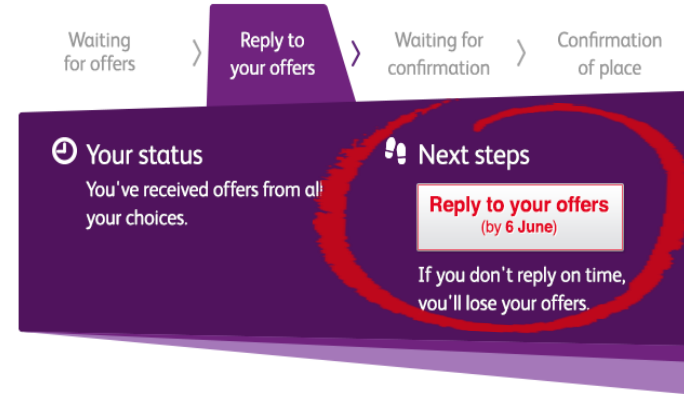 Waiting
for offers
Reply to
your offers
Waiting for
confirmation
Confirmation
of place
Your status
You've received offers from all
your choices.
Next steps
Reply to your offers
(by 6 June)
If you don't reply on time,
you'll lose your offers.